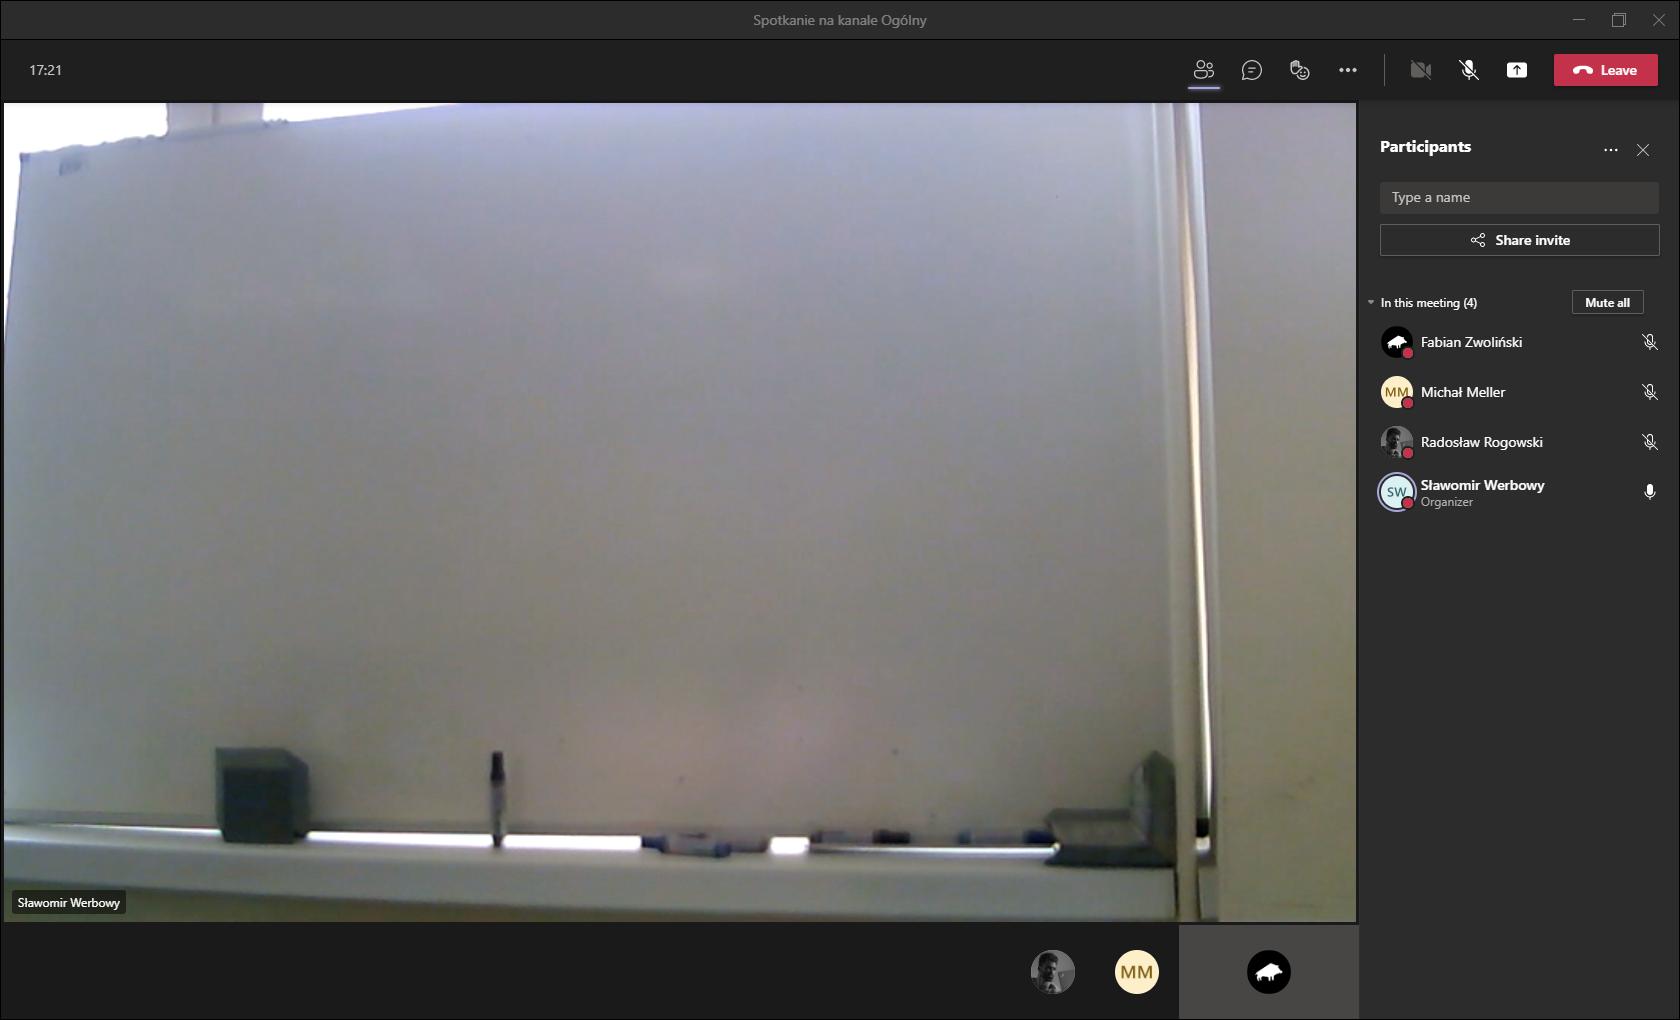 Spotkanie na kanale Ogólny
17:21
Leave
Participants
Type a name
Share invite
In this meeting (4)
Mute all
Fabian Zwoliński
MM
Michał Meller
Radosław Rogowski
SW
Sławomir Werbowy
Organizer
Sławomir Werbowy
MM